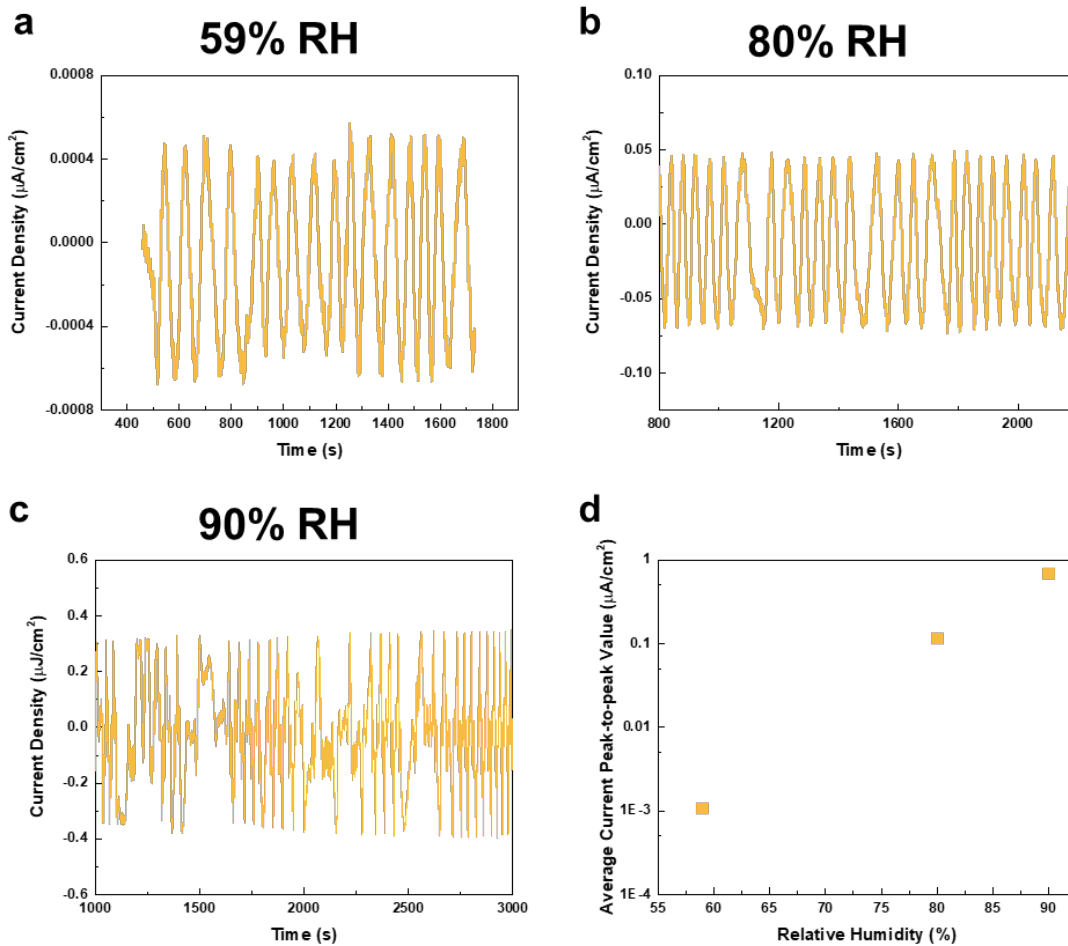 a
59% RH
Current Density (μA/cm²)
0.0008
0.0004
0.0000
-0.0004
-0.0008
400 600 800 1000 1200 1400 1600 1800
Time (s)
b
80% RH
Current Density (μA/cm²)
0.10
0.05
0.00
-0.05
-0.10
800 1200 1600 2000
Time (s)
c
90% RH
Current Density (μJ/cm²)
0.6
0.4
0.2
0.0
-0.2
-0.4
-0.6
1000 1500 2000 2500 3000
Time (s)
d
Average Current Peak-to-peak Value (μA/cm²)
1
0.1
0.01
1E-3
1E-4
55 60 65 70 75 80 85 90
Relative Humidity (%)